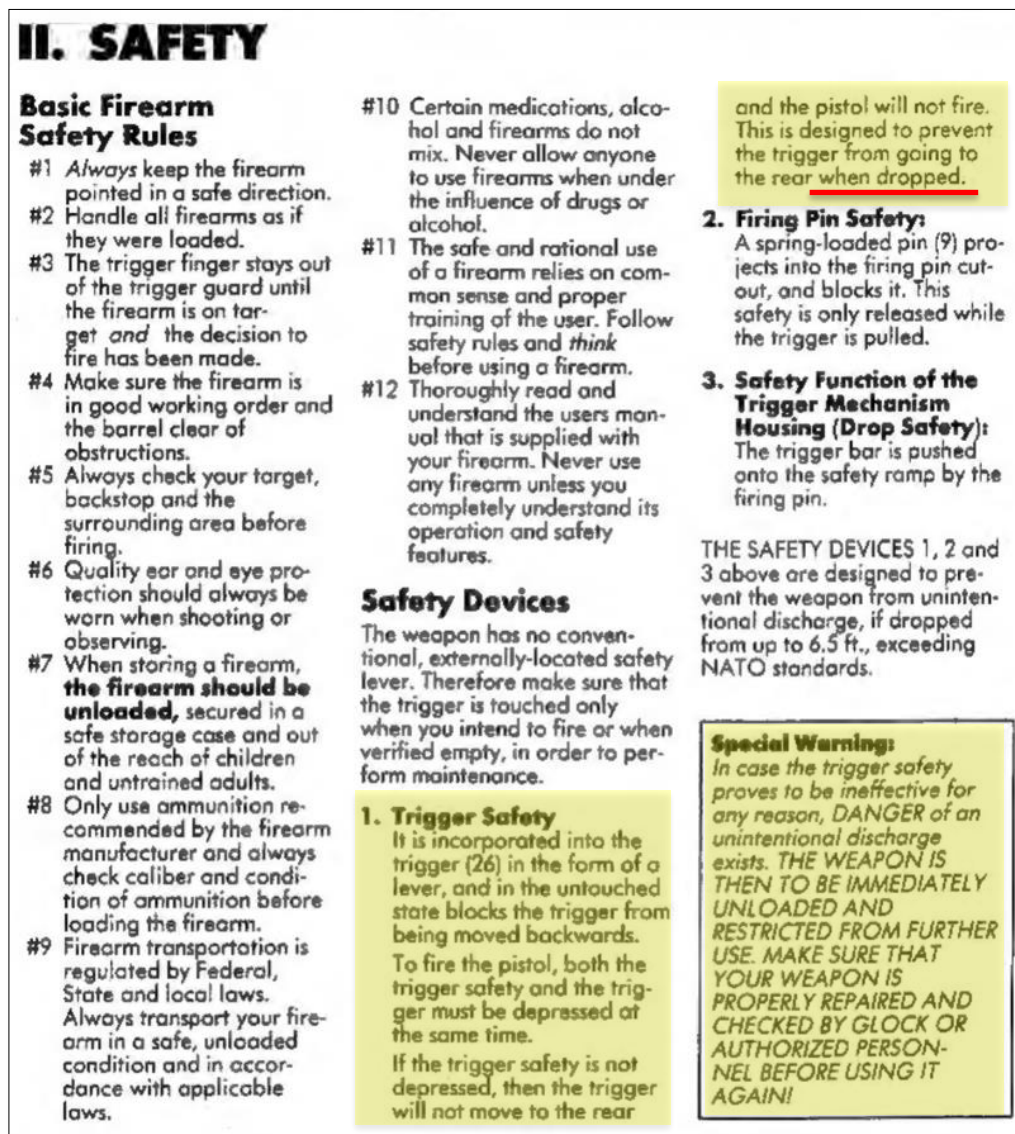 II. SAFETY
Basic Firearm
Safety Rules
#1 Always keep the firearm
pointed in a safe direction.
#2 Handle all firearms as if
they were loaded.
#3 The trigger finger stays out
of the trigger guard until
the firearm is on tar-
get and the decision to
fire has been made.
#4 Make sure the firearm is
in good working order and
the barrel clear of
obstructions.
#5 Always check your target,
backstop and the
surrounding area before
firing.
#6 Quality ear and eye pro-
tection should always be
worn when shooting or
observing.
#7 When storing a firearm,
the firearm should be
unloaded, secured in a
safe storage case and out
of the reach of children
and untrained adults.
#8 Only use ammunition re-
commended by the firearm
manufacturer and always
check caliber and condi-
tion of ammunition before
loading the firearm.
#9 Firearm transportation is
regulated by Federal,
State and local laws.
Always transport your fire-
arm in a safe, unloaded
condition and in accor-
dance with applicable
laws.
#10 Certain medications, alco-
hol and firearms do not
mix. Never allow anyone
to use firearms when under
the influence of drugs or
alcohol.
#11 The safe and rational use
of a firearm relies on com-
mon sense and proper
training of the user. Follow
safety rules and think
before using a firearm.
#12 Thoroughly read and
understand the users man-
ual that is supplied with
your firearm. Never use
any firearm unless you
completely understand its
operation and safety
features.
Safety Devices
The weapon has no conven-
tional, externally-located safety
lever. Therefore make sure that
the trigger is touched only
when you intend to fire or when
verified empty, in order to per-
form maintenance.
1. Trigger Safety
It is incorporated into the
trigger (26) in the form of a
lever, and in the untouched
state blocks the trigger from
being moved backwards.
To fire the pistol, both the
trigger safety and the trig-
ger must be depressed at
the same time.
If the trigger safety is not
depressed, then the trigger
will not move to the rear
and the pistol will not fire.
This is designed to prevent
the trigger from going to
the rear when dropped.
2. Firing Pin Safety:
A spring-loaded pin (9) pro-
jects into the firing pin cut-
out, and blocks it. This
safety is only released while
the trigger is pulled.
3. Safety Function of the
Trigger Mechanism
Housing (Drop Safety):
The trigger bar is pushed
onto the safety ramp by the
firing pin.
THE SAFETY DEVICES 1, 2 and
3 above are designed to pre-
vent the weapon from uninten-
tional discharge, if dropped
from up to 6.5 ft., exceeding
NATO standards.
Special Warning:
In case the trigger safety
proves to be ineffective for
any reason, DANGER of an
unintentional discharge
exists. THE WEAPON IS
THEN TO BE IMMEDIATELY
UNLOADED AND
RESTRICTED FROM FURTHER
USE. MAKE SURE THAT
YOUR WEAPON IS
PROPERLY REPAIRED AND
CHECKED BY GLOCK OR
AUTHORIZED PERSON-
NEL BEFORE USING IT
AGAIN!